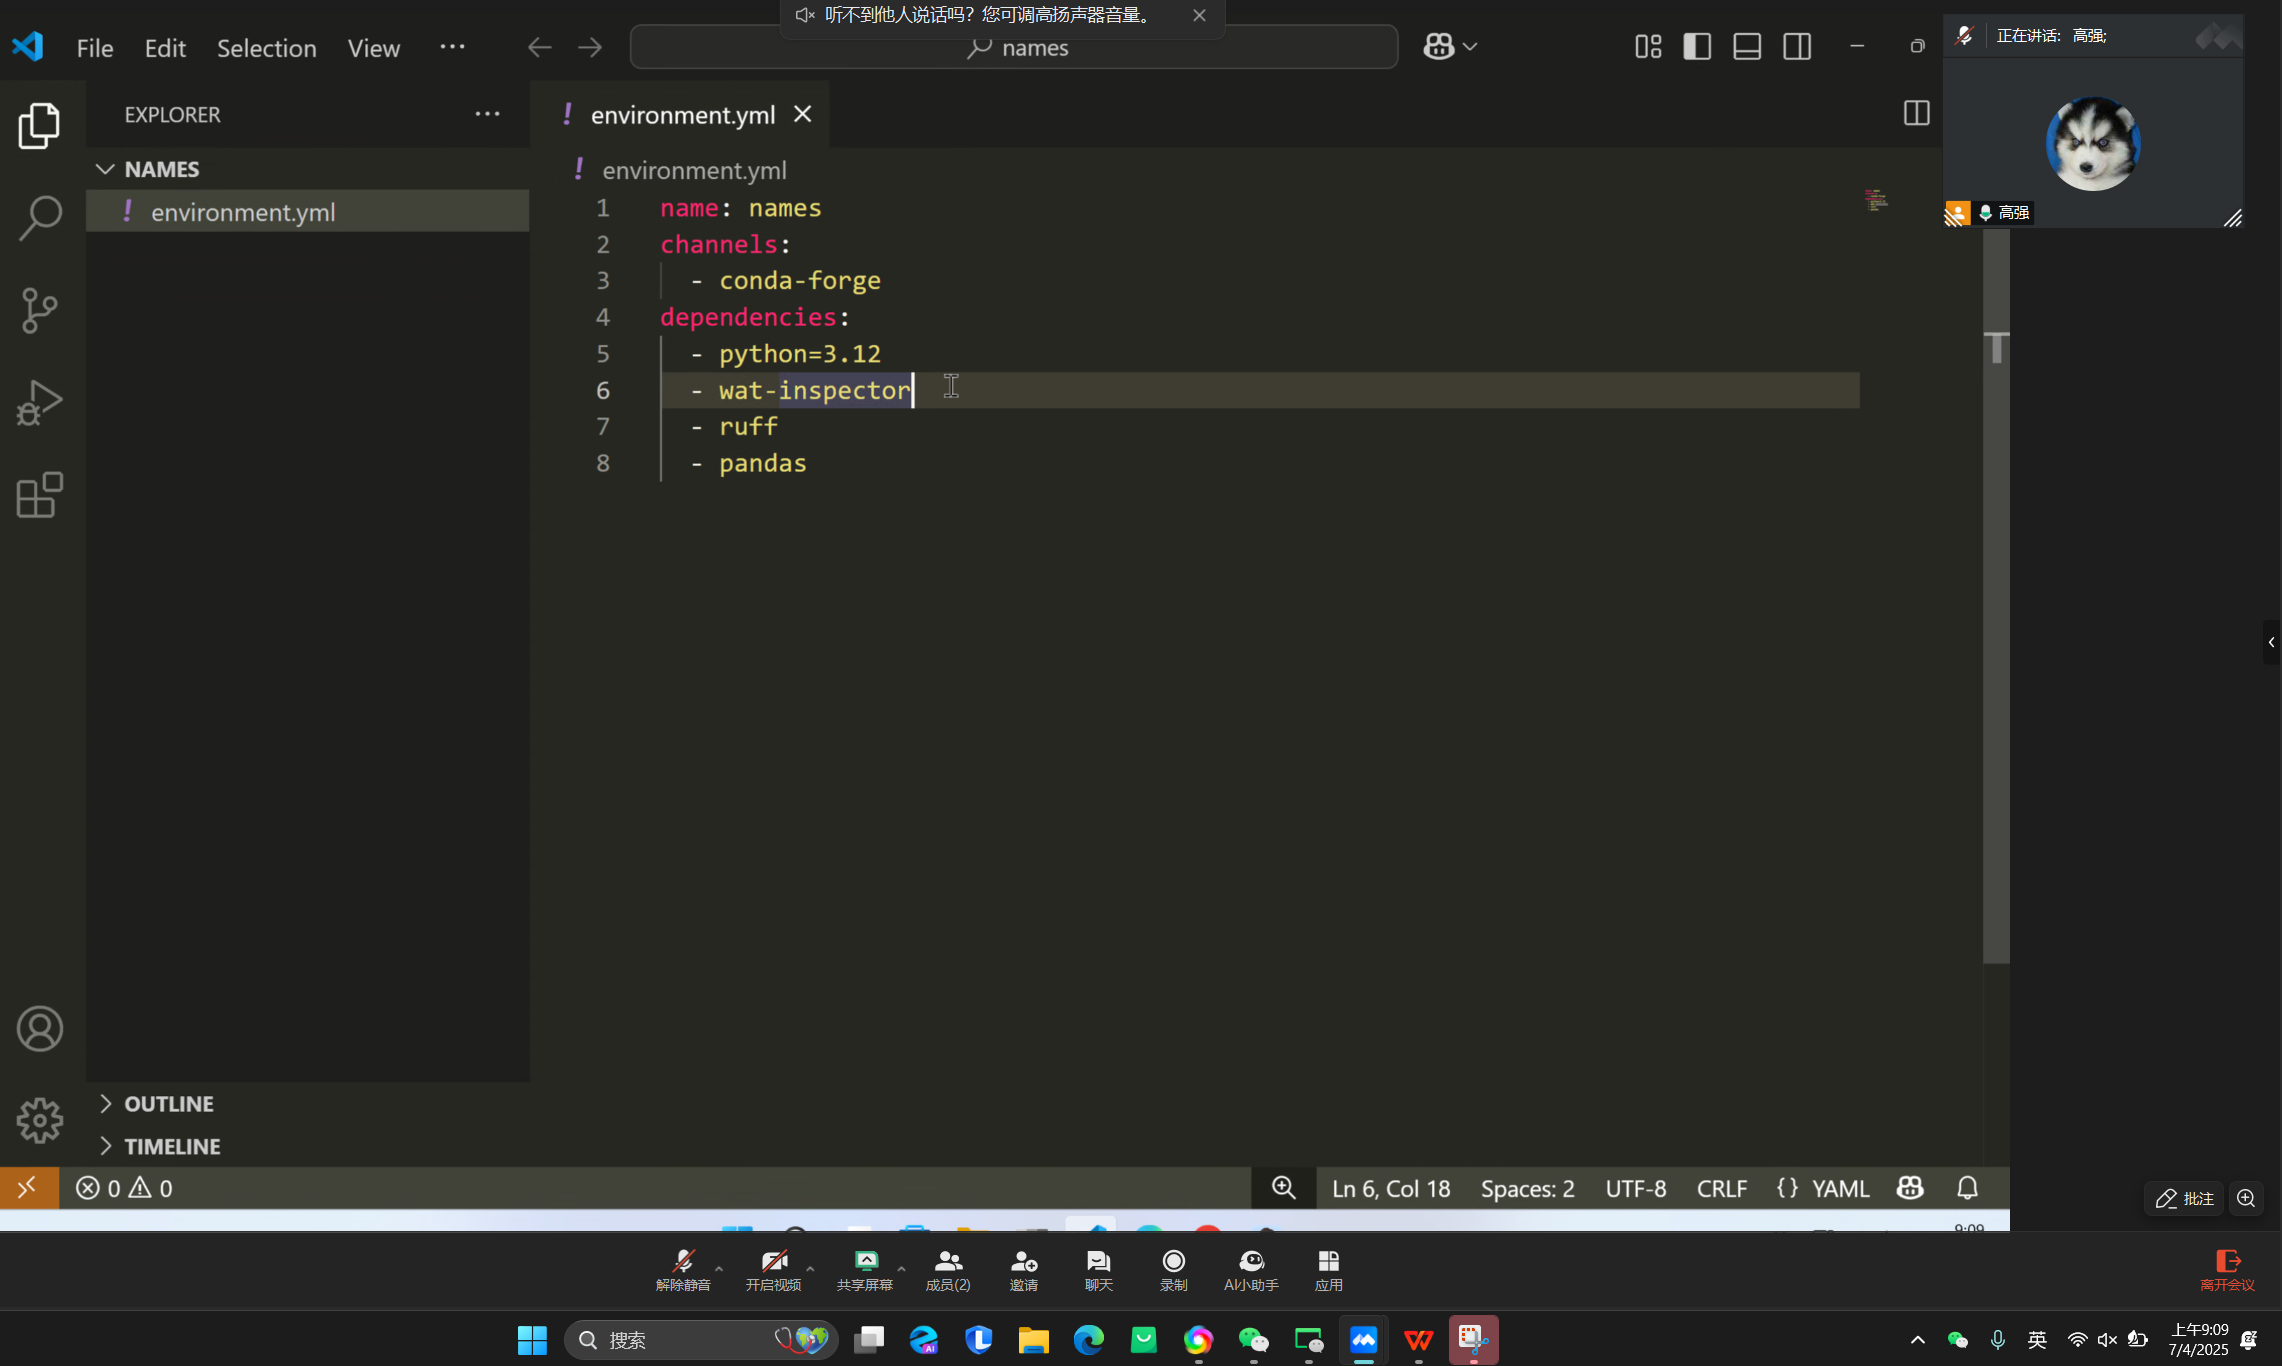 听不到他人说话吗？您可调高扬声器音量。
File Edit Selection View ··· names
正在讲话: 高强;
高强
EXPLORER
NAMES
! environment.yml
! environment.yml
! environment.yml
1 name: names
2 channels:
3 - conda-forge
4 dependencies:
5 - python=3.12
6 - wat-inspector
7 - ruff
8 - pandas
OUTLINE
TIMELINE
0 0 Ln 6, Col 18 Spaces: 2 UTF-8 CRLF {} YAML
批注
9:09
解除静音 开启视频 共享屏幕 成员(2) 邀请 聊天 录制 AI小助手 应用 离开会议
搜索 英 上午9:09
7/4/2025